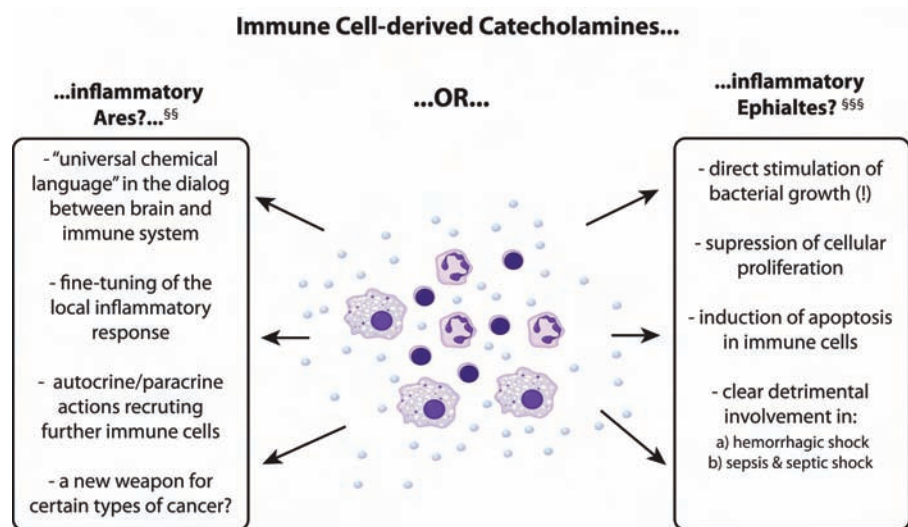 Immune Cell-derived Catecholamines...
...inflammatory
Ares?...§§
- "universal chemical
language" in the dialog
between brain and
immune system
- fine-tuning of the
local inflammatory
response
- autocrine/paracrine
actions recruting
further immune cells
- a new weapon for
certain types of cancer?
...OR...
...inflammatory
Ephialtes? §§§
- direct stimulation of
bacterial growth (!)
- supression of cellular
proliferation
- induction of apoptosis
in immune cells
- clear detrimental
involvement in:
a) hemorrhagic shock
b) sepsis & septic shock